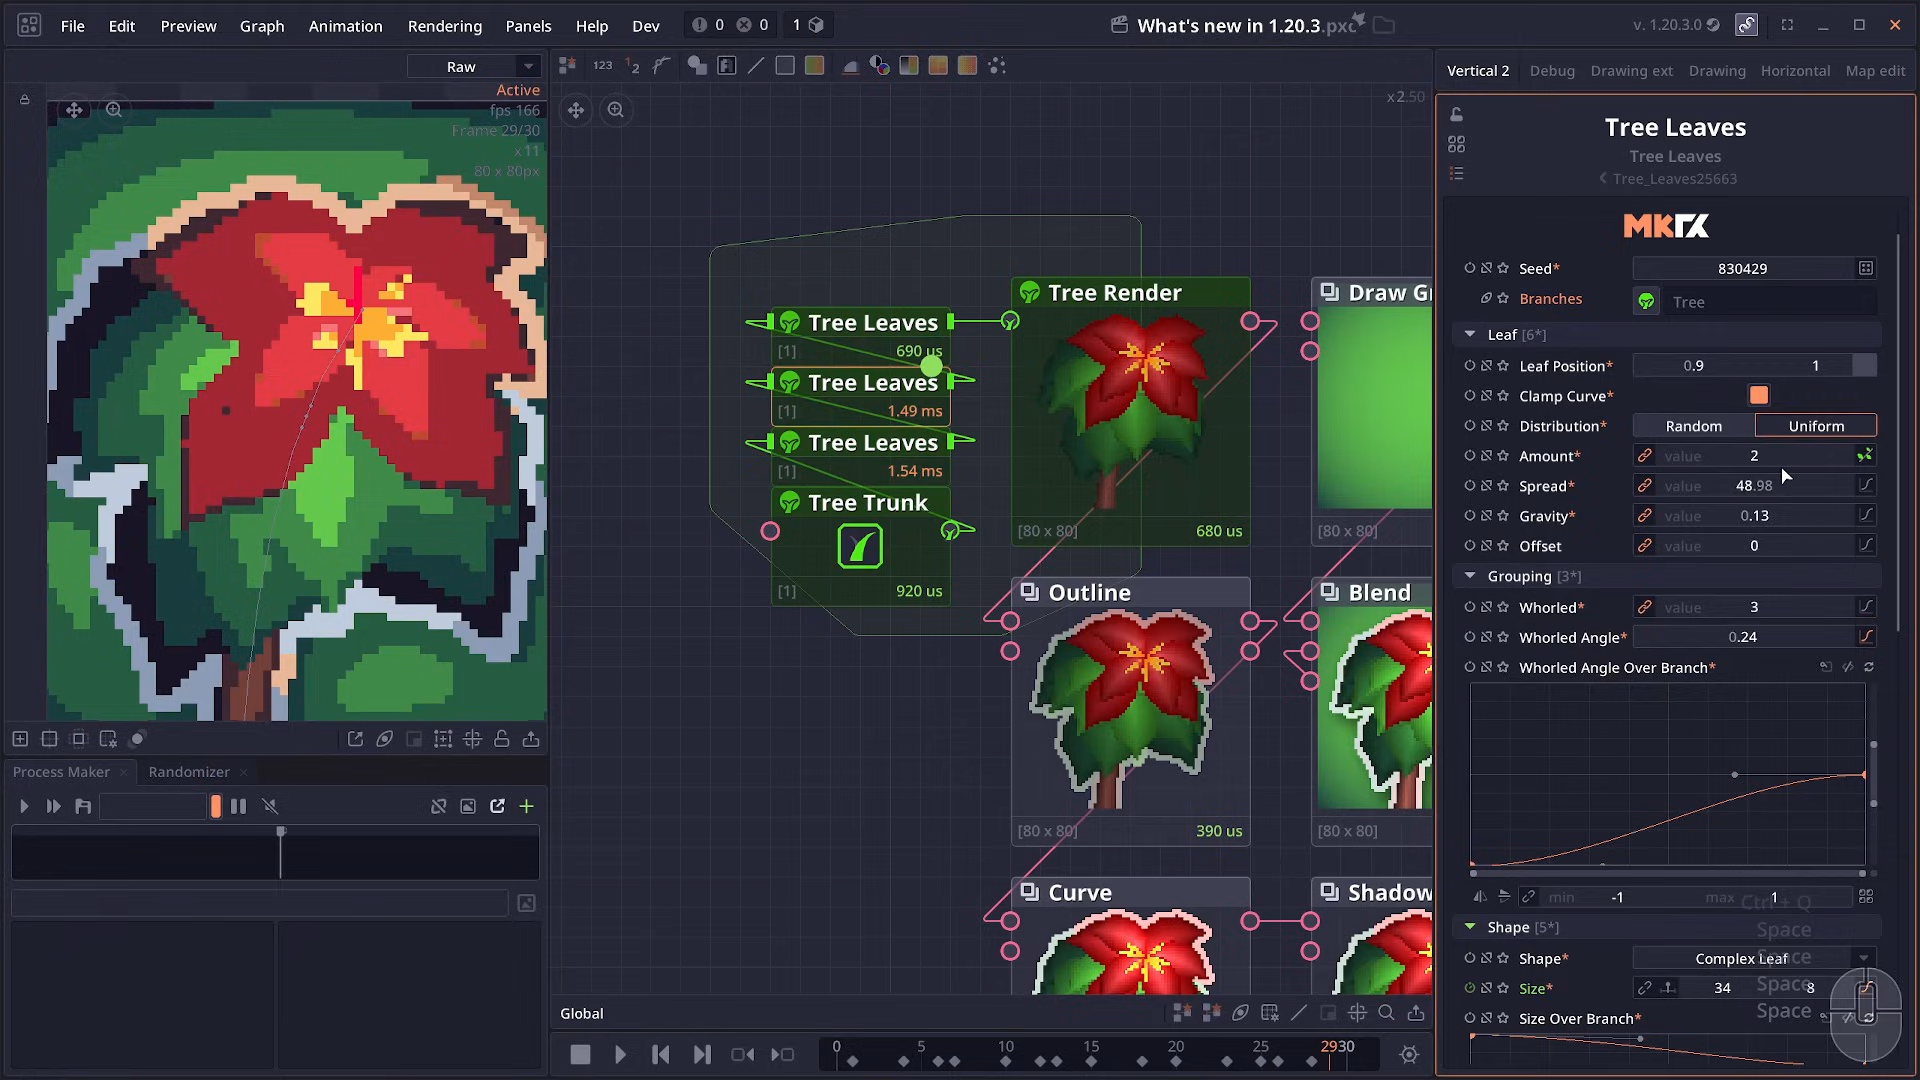 File Edit Preview Graph Animation Rendering Panels Help Dev 0 0 1 What's new in 1.20.3.pxc v. 1.20.3.0
Raw
Active
fps 166
Frame 29/30
x11
80 x 80px
Process Maker × Randomizer ×
123
x2.50
Tree Leaves
[1] 690 us
Tree Leaves
[1] 1.49 ms
Tree Leaves
[1] 1.54 ms
Tree Trunk
[1] 920 us
Tree Render
[80 x 80] 680 us
Draw Gr
[80 x 80]
Outline
[80 x 80] 390 us
Blend
[80 x 80]
Curve
Shadow
Global
0 5 10 15 20 25 29 30
Vertical 2 Debug Drawing ext Drawing Horizontal Map edit
Tree Leaves
Tree Leaves
Tree_Leaves25663
MKFX
Seed* 830429
Branches Tree
Leaf [6*]
Leaf Position* 0.9 1
Clamp Curve*
Distribution* Random Uniform
Amount* value 2
Spread* value 48.98
Gravity* value 0.13
Offset value 0
Grouping [3*]
Whorled* value 3
Whorled Angle* 0.24
Whorled Angle Over Branch*
min -1 max 1
Ctrl + Q
Shape [5*]
Space
Shape* Complex Leaf
Space
Size* 34 8
Space
Size Over Branch*
Space